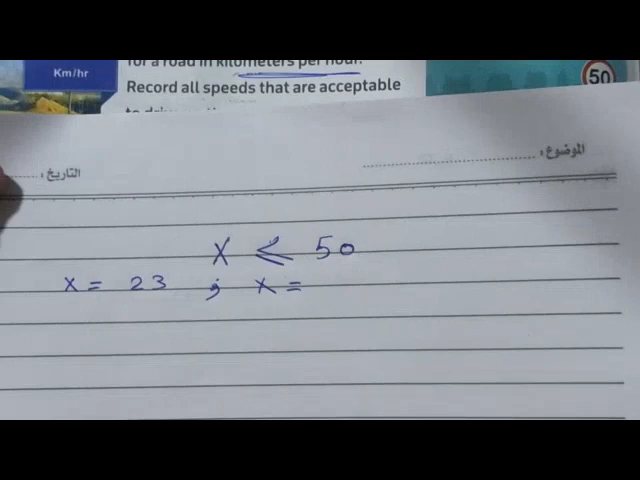 Km/hr
for a road in kilometers per hour.
50
Record all speeds that are acceptable
الموضوع :
التاريخ :
x ≤ 50
x = 23 ; x =